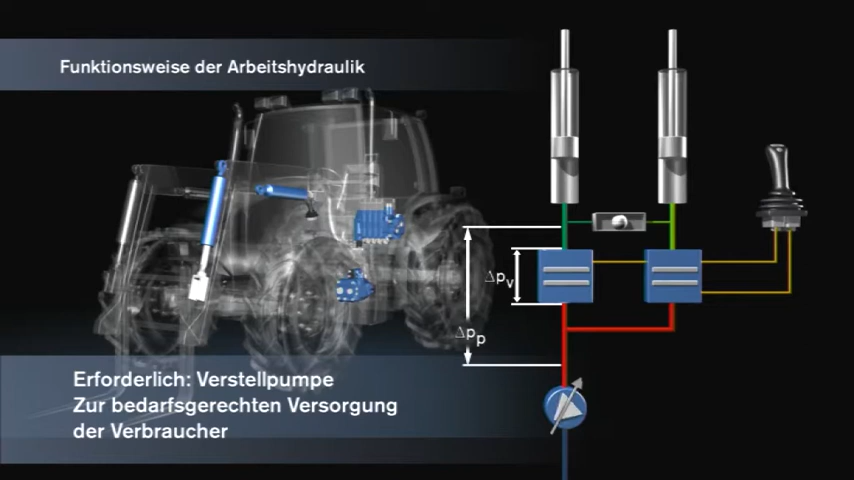 Funktionsweise der Arbeitshydraulik
Δpv
Δpp
Erforderlich: Verstellpumpe
Zur bedarfsgerechten Versorgung
der Verbraucher